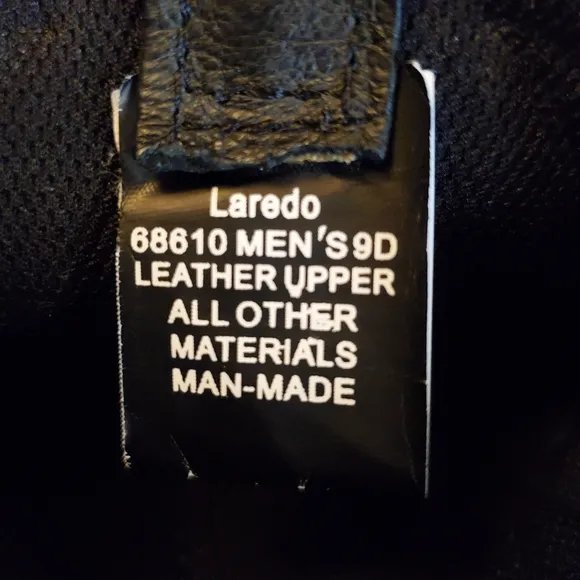 Laredo
68610 MEN'S 9D
LEATHER UPPER
ALL OTHER
MATERIALS
MAN-MADE